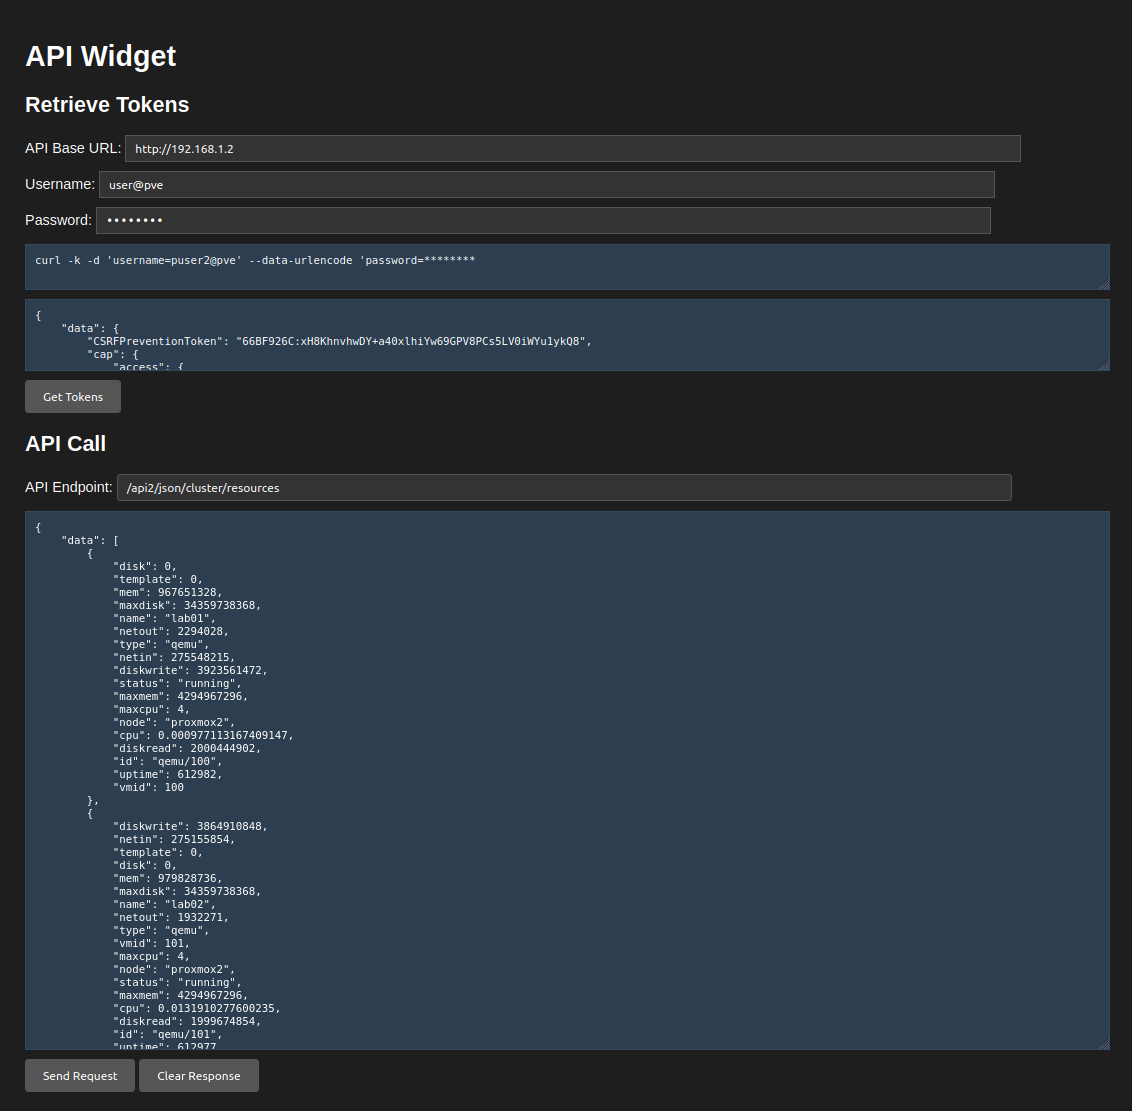 API Widget
Retrieve Tokens
API Base URL: http://192.168.1.2
Username: user@pve
Password: ••••••••
curl -k -d 'username=puser2@pve' --data-urlencode 'password=********
{
    "data": {
        "CSRFPreventionToken": "66BF926C:xH8KhnvhwDY+a40xlhiYw69GPV8PCs5LV0iWYu1ykQ8",
        "cap": {
            "access": {
Get Tokens
API Call
API Endpoint: /api2/json/cluster/resources
{
    "data": [
        {
            "disk": 0,
            "template": 0,
            "mem": 967651328,
            "maxdisk": 34359738368,
            "name": "lab01",
            "netout": 2294028,
            "type": "qemu",
            "netin": 275548215,
            "diskwrite": 3923561472,
            "status": "running",
            "maxmem": 4294967296,
            "maxcpu": 4,
            "node": "proxmox2",
            "cpu": 0.000977113167409147,
            "diskread": 2000444902,
            "id": "qemu/100",
            "uptime": 612982,
            "vmid": 100
        },
        {
            "diskwrite": 3864910848,
            "netin": 275155854,
            "template": 0,
            "disk": 0,
            "mem": 979828736,
            "maxdisk": 34359738368,
            "name": "lab02",
            "netout": 1932271,
            "type": "qemu",
            "vmid": 101,
            "maxcpu": 4,
            "node": "proxmox2",
            "status": "running",
            "maxmem": 4294967296,
            "cpu": 0.0131910277600235,
            "diskread": 1999674854,
            "id": "qemu/101",
            "uptime": 612977
Send Request Clear Response